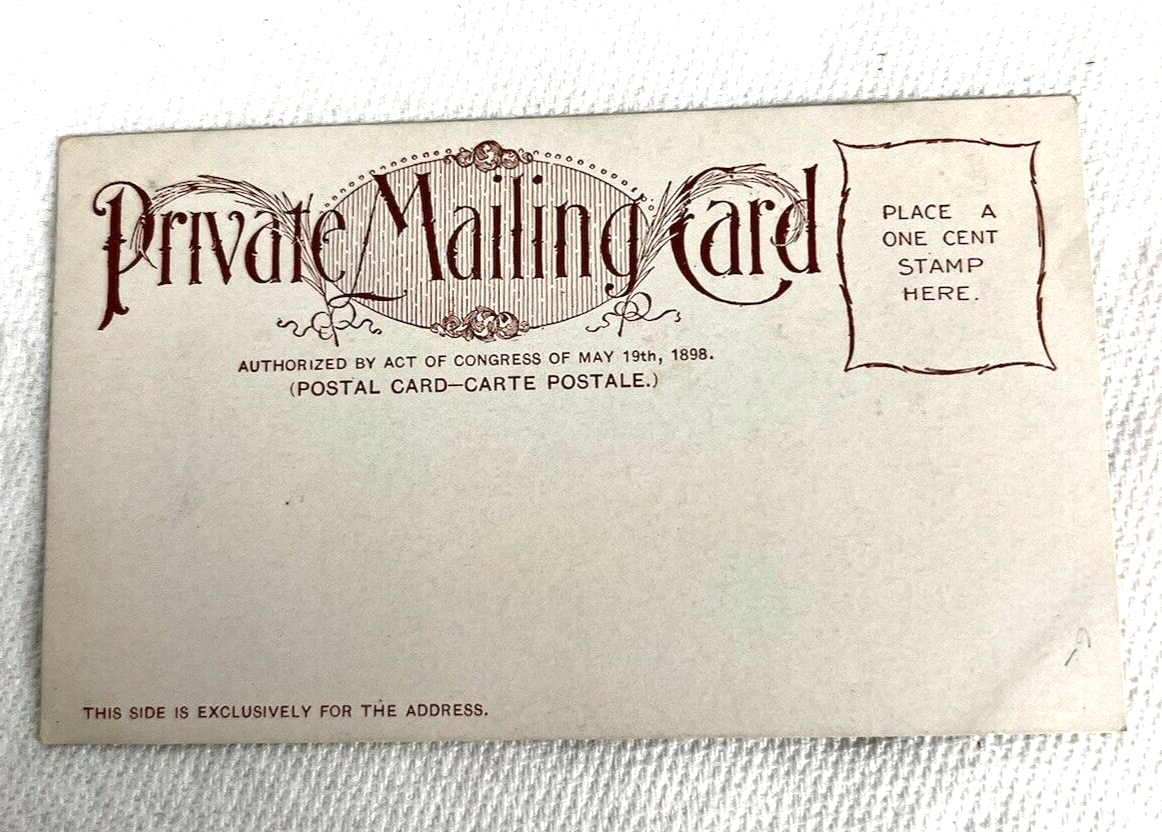 Private Mailing Card
PLACE A
ONE CENT
STAMP
HERE.
AUTHORIZED BY ACT OF CONGRESS OF MAY 19th, 1898.
(POSTAL CARD—CARTE POSTALE.)
THIS SIDE IS EXCLUSIVELY FOR THE ADDRESS.